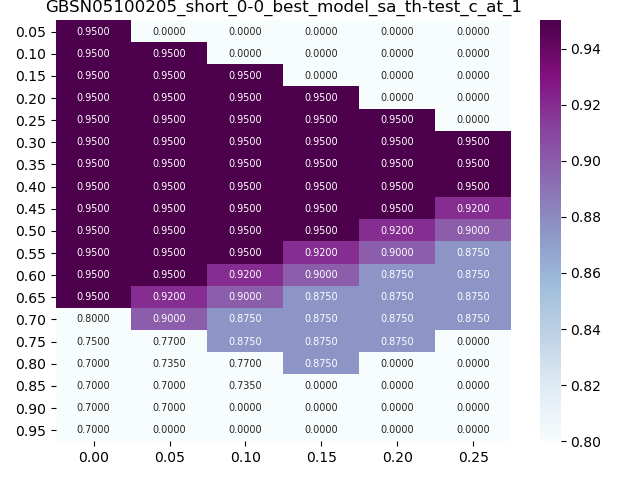 GBSN05100205_short_0-0_best_model_sa_th-test_c_at_1
0.05 0.9500 0.0000 0.0000 0.0000 0.0000 0.0000
0.10 0.9500 0.9500 0.0000 0.0000 0.0000 0.0000
0.15 0.9500 0.9500 0.9500 0.0000 0.0000 0.0000
0.20 0.9500 0.9500 0.9500 0.9500 0.0000 0.0000
0.25 0.9500 0.9500 0.9500 0.9500 0.9500 0.0000
0.30 0.9500 0.9500 0.9500 0.9500 0.9500 0.9500
0.35 0.9500 0.9500 0.9500 0.9500 0.9500 0.9500
0.40 0.9500 0.9500 0.9500 0.9500 0.9500 0.9500
0.45 0.9500 0.9500 0.9500 0.9500 0.9500 0.9200
0.50 0.9500 0.9500 0.9500 0.9500 0.9200 0.9000
0.55 0.9500 0.9500 0.9500 0.9200 0.9000 0.8750
0.60 0.9500 0.9500 0.9200 0.9000 0.8750 0.8750
0.65 0.9500 0.9200 0.9000 0.8750 0.8750 0.8750
0.70 0.8000 0.9000 0.8750 0.8750 0.8750 0.8750
0.75 0.7500 0.7700 0.8750 0.8750 0.8750 0.0000
0.80 0.7000 0.7350 0.7700 0.8750 0.0000 0.0000
0.85 0.7000 0.7000 0.7350 0.0000 0.0000 0.0000
0.90 0.7000 0.0000 0.0000 0.0000 0.0000 0.0000
0.95 0.7000 0.0000 0.0000 0.0000 0.0000 0.0000
0.00 0.05 0.10 0.15 0.20 0.25
0.94
0.92
0.90
0.88
0.86
0.84
0.82
0.80